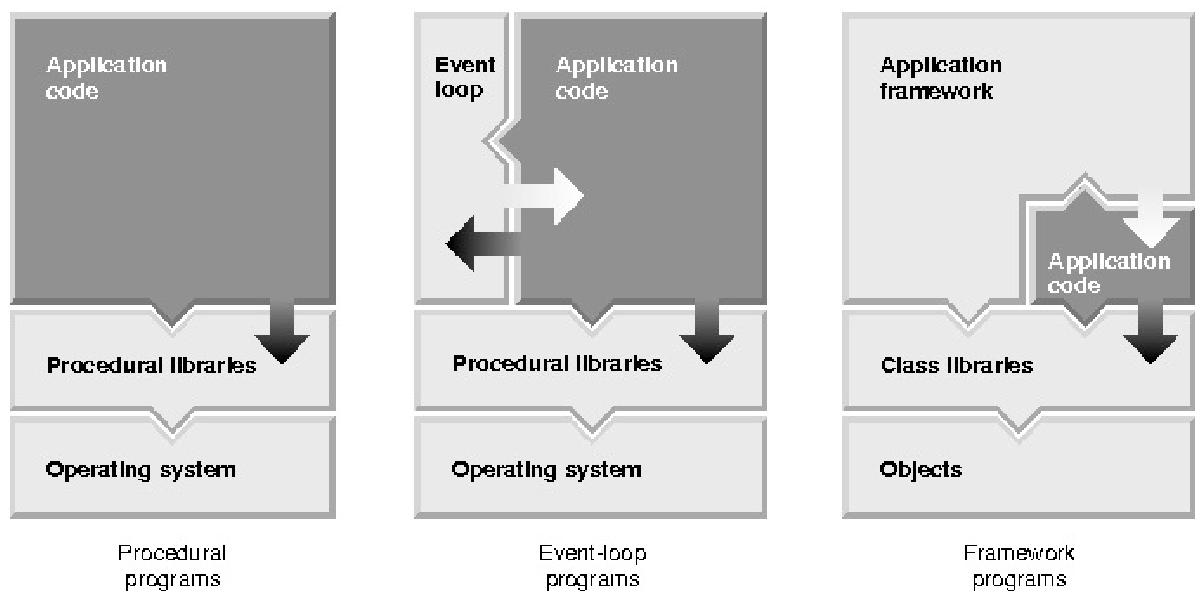 Application
code
Procedural libraries
Operating system
Procedural
programs
Event
loop
Application
code
Procedural libraries
Operating system
Event-loop
programs
Application
framework
Application
code
Class libraries
Objects
Framework
programs